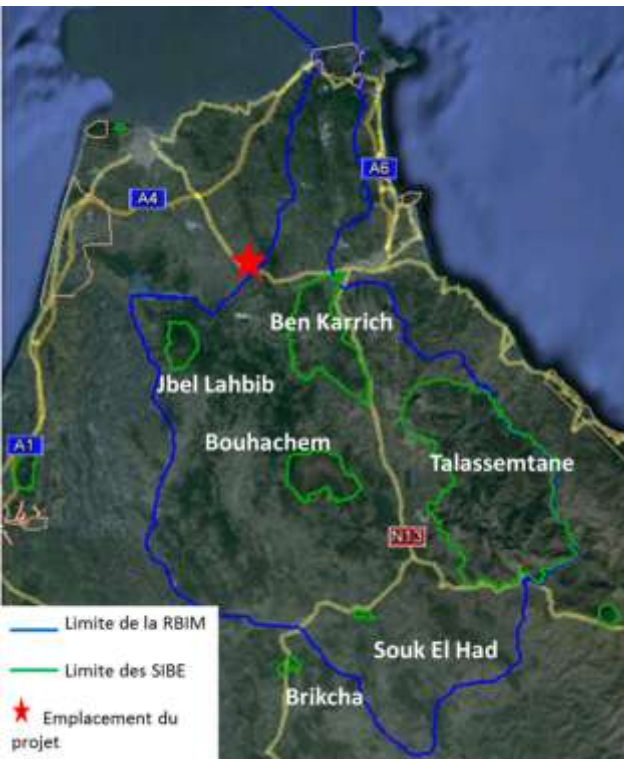 A6
A4
Ben Karrich
Jbel Lahbib
Bouhachem
A1
Talassemtane
N13
Limite de la RBIM
Souk El Had
Limite des SIBE
Brikcha
Emplacement du
projet